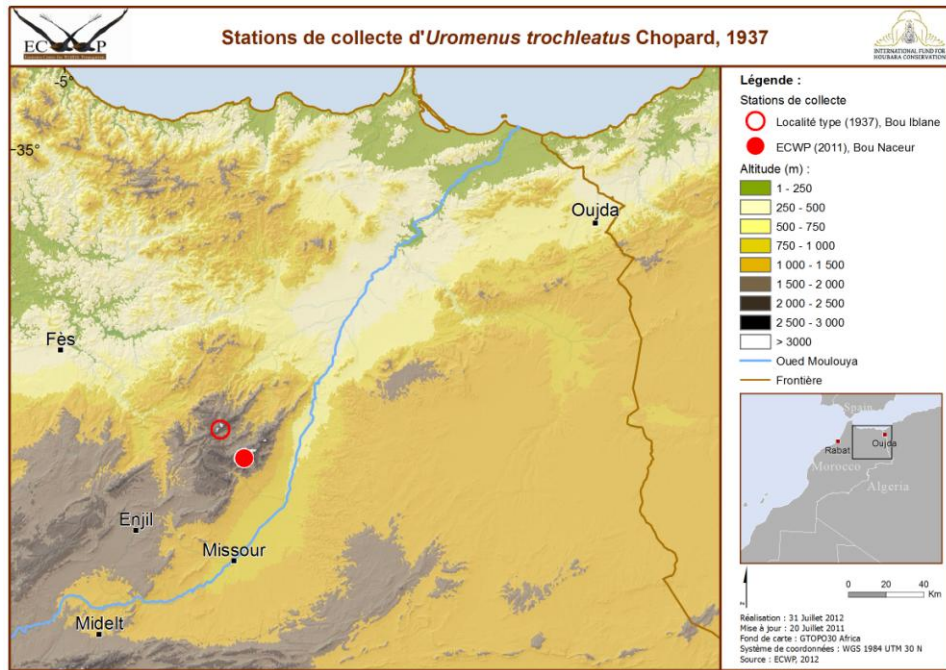 EC P
Stations de collecte d'Uromenus trochleatus Chopard, 1937
INTERNATIONAL FUND FOR
HOUBARA CONSERVATION
-5°
35°
Oujda
Fès
Enjil
Missour
Midelt
Légende :
Stations de collecte
Localité type (1937), Bou Iblane
ECWP (2011), Bou Naceur
Altitude (m) :
1 - 250
250 - 500
500 - 750
750 - 1 000
1 000 - 1 500
1 500 - 2 000
2 000 - 2 500
2 500 - 3 000
> 3000
Oued Moulouya
Frontière
Spain
Rabat
Oujda
Morocco
Algeria
0 20 40
Km
Réalisation : 31 Juillet 2012
Mise à jour : 20 Juillet 2011
Fond de carte : GTOPO30 Africa
Système de coordonnées : WGS 1984 UTM 30 N
Source : ECWP, 2012